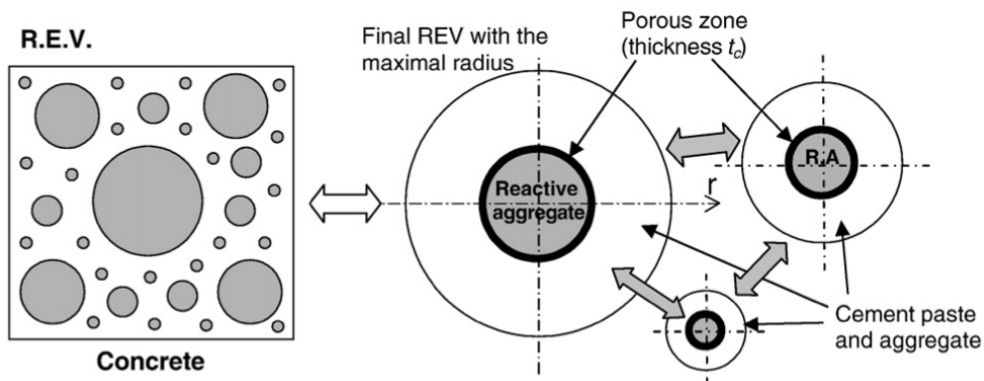 R.E.V.
Concrete
Final REV with the
maximal radius
Porous zone
(thickness tc)
Reactive
aggregate
r
R.A
Cement paste
and aggregate